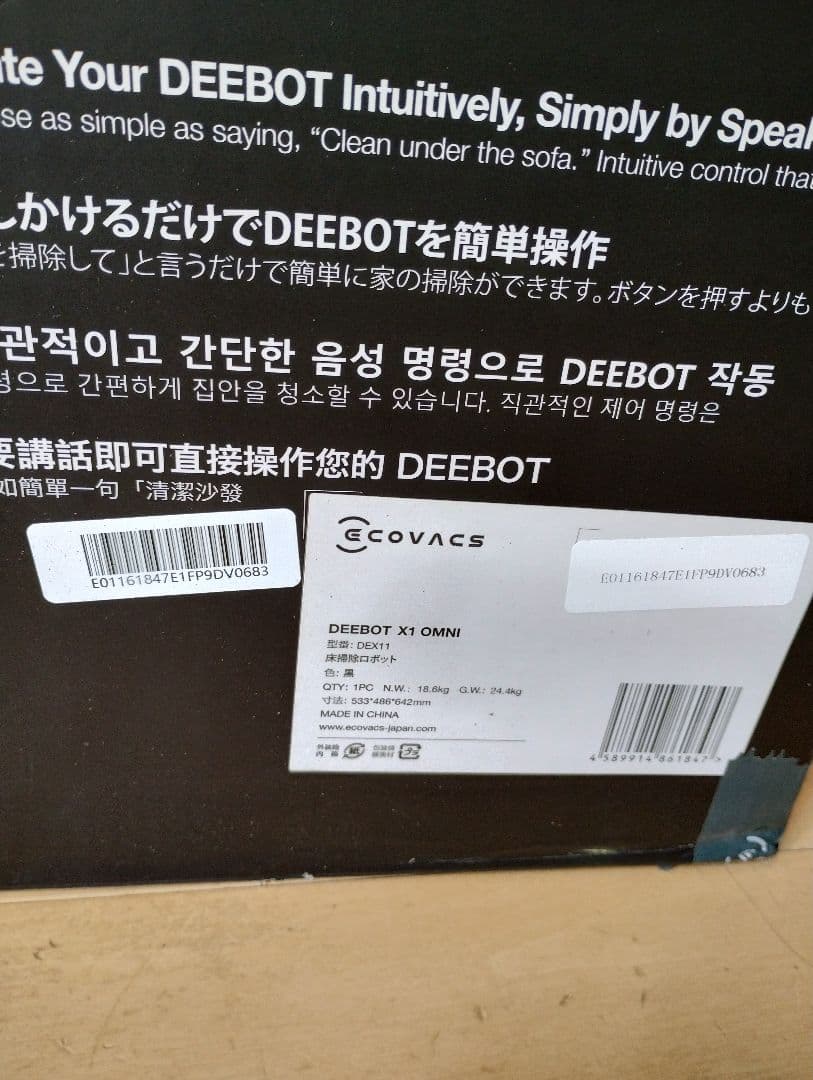 te Your DEEBOT Intuitively, Simply by Speak
se as simple as saying, “Clean under the sofa.” Intuitive control that
しかけるだけでDEEBOTを簡単操作
を掃除して」と言うだけで簡単に家の掃除ができます。ボタンを押すよりも
관적이고 간단한 음성 명령으로 DEEBOT 작동
령으로 간편하게 집안을 청소할 수 있습니다. 직관적인 제어 명령은
要講話即可直接操作您的 DEEBOT
如簡單一句「清潔沙發
E01161847E1FP9DV0683
ECOVACS
E01161847E1FP9DV0683
DEEBOT X1 OMNI
型番: DEX11
床掃除ロボット
色: 黒
QTY: 1PC N.W.: 18.6kg G.W.: 24.4kg
寸法: 533*486*642mm
MADE IN CHINA
www.ecovacs-japan.com
紙
プラ
4 589914 861847 >